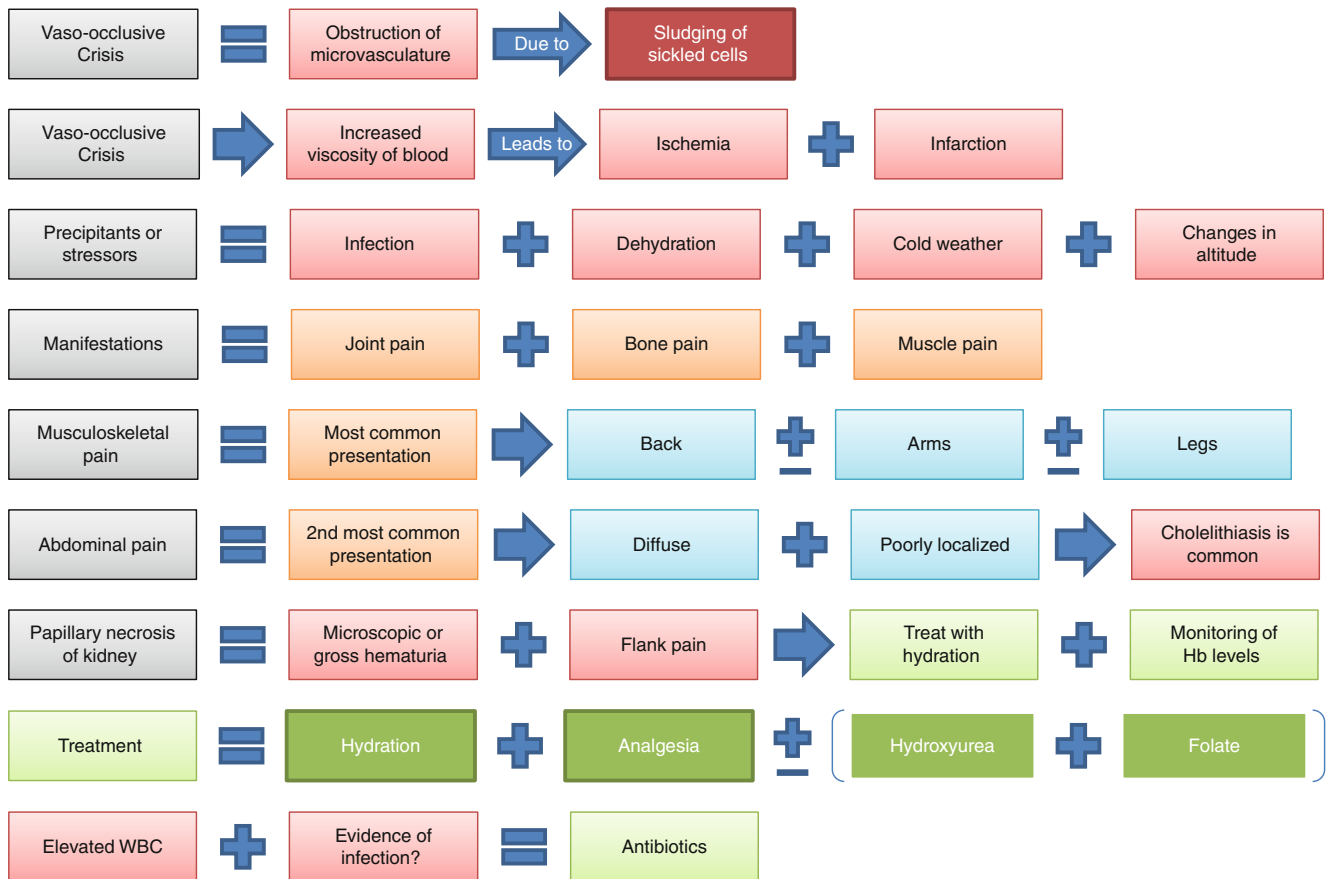 Vaso-occlusive
Crisis
Obstruction of
microvasculature
Due to
Sludging of
sickled cells
Vaso-occlusive
Crisis
Increased
viscosity of blood
Leads to
Ischemia
Infarction
Precipitants or
stressors
Infection
Dehydration
Cold weather
Changes in
altitude
Manifestations
Joint pain
Bone pain
Muscle pain
Musculoskeletal
pain
Most common
presentation
Back
Arms
Legs
Abdominal pain
2nd most common
presentation
Diffuse
Poorly localized
Cholelithiasis is
common
Papillary necrosis
of kidney
Microscopic or
gross hematuria
Flank pain
Treat with
hydration
Monitoring of
Hb levels
Treatment
Hydration
Analgesia
Hydroxyurea
Folate
Elevated WBC
Evidence of
infection?
Antibiotics